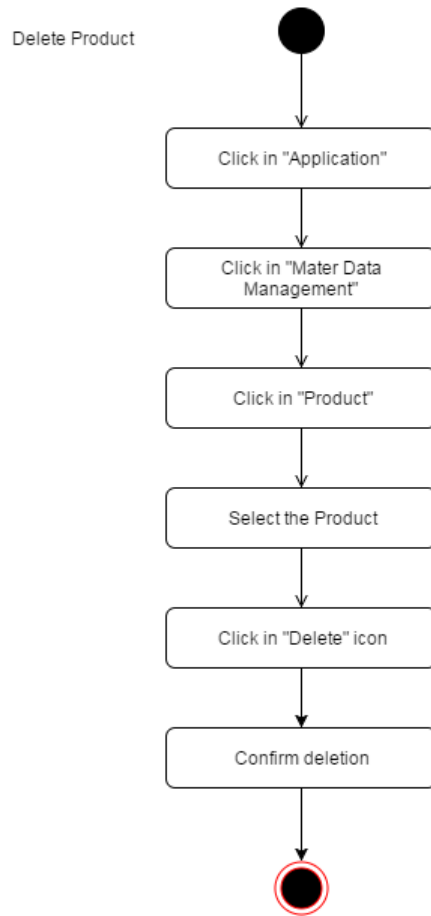 Delete Product
Click in "Application"
Click in "Mater Data
Management"
Click in "Product"
Select the Product
Click in "Delete" icon
Confirm deletion